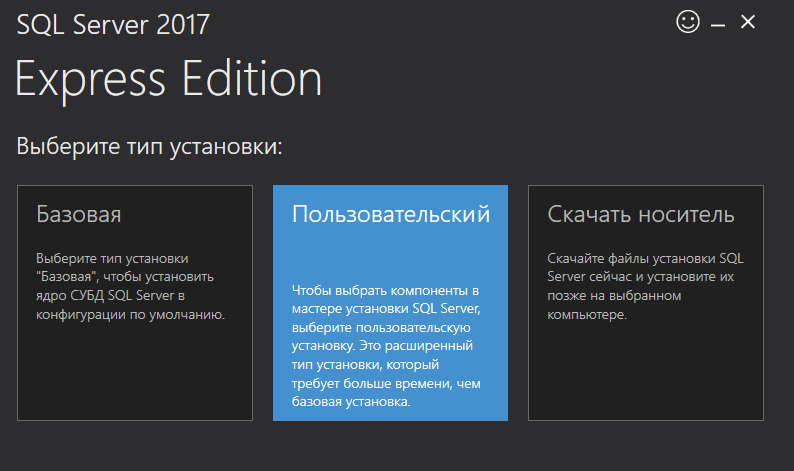 SQL Server 2017
Express Edition
Выберите тип установки:
Базовая
Выберите тип установки
"Базовая", чтобы установить
ядро СУБД SQL Server в
конфигурации по умолчанию.
Пользовательский
Чтобы выбрать компоненты в
мастере установки SQL Server,
выберите пользовательскую
установку. Это расширенный
тип установки, который
требует больше времени, чем
базовая установка.
Скачать носитель
Скачайте файлы установки SQL
Server сейчас и установите их
позже на выбранном
компьютере.